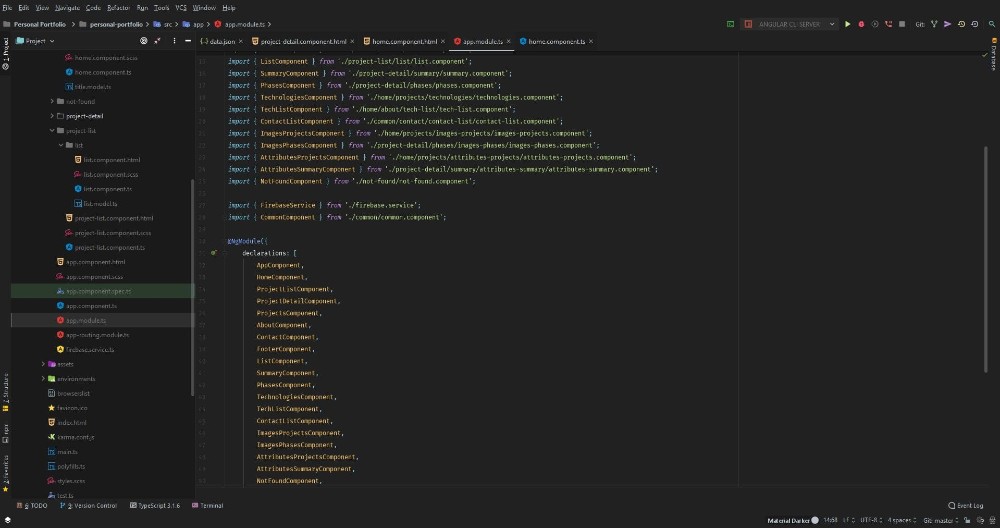 File Edit View Navigate Code Refactor Run Tools VCS Window Help
Personal Portfolio personal-portfolio src app app.module.ts ANGULAR CLI SERVER Git:
Project
data.json project-detail.component.html home.component.html app.module.ts home.component.ts
1: Project
Database
home.component.scss
home.component.ts
title.model.ts
not-found
project-detail
project-list
list
list.component.html
list.component.scss
list.component.ts
list.model.ts
project-list.component.html
project-list.component.scss
project-list.component.ts
app.component.html
app.component.scss
app.component.spec.ts
app.component.ts
app.module.ts
app-routing.module.ts
firebase.service.ts
assets
environments
browserslist
favicon.ico
index.html
karma.conf.js
main.ts
polyfills.ts
styles.scss
test.ts
import { ListComponent } from './project-list/list/list.component';
import { SummaryComponent } from './project-detail/summary/summary.component';
import { PhasesComponent } from './project-detail/phases/phases.component';
import { TechnologiesComponent } from './home/projects/technologies/technologies.component';
import { TechListComponent } from './home/about/tech-list/tech-list.component';
import { ContactListComponent } from './common/contact/contact-list/contact-list.component';
import { ImagesProjectsComponent } from './home/projects/images-projects/images-projects.component';
import { ImagesPhasesComponent } from './project-detail/phases/images-phases/images-phases.component';
import { AttributesProjectsComponent } from './home/projects/attributes-projects/attributes-projects.component';
import { AttributesSummaryComponent } from './project-detail/summary/attributes-summary/attributes-summary.component';
import { NotFoundComponent } from './not-found/not-found.component';
import { FirebaseService } from './firebase.service';
import { CommonComponent } from './common/common.component';
@NgModule({
declarations: [
AppComponent,
HomeComponent,
ProjectListComponent,
ProjectDetailComponent,
ProjectsComponent,
AboutComponent,
ContactComponent,
FooterComponent,
ListComponent,
SummaryComponent,
PhasesComponent,
TechnologiesComponent,
TechListComponent,
ContactListComponent,
ImagesProjectsComponent,
ImagesPhasesComponent,
AttributesProjectsComponent,
AttributesSummaryComponent,
NotFoundComponent,
Structure
npm
Favorites
6: TODO 9: Version Control TypeScript 3.1.6 Terminal Event Log
Material Darker 14:68 LF UTF-8 4 spaces Git: master